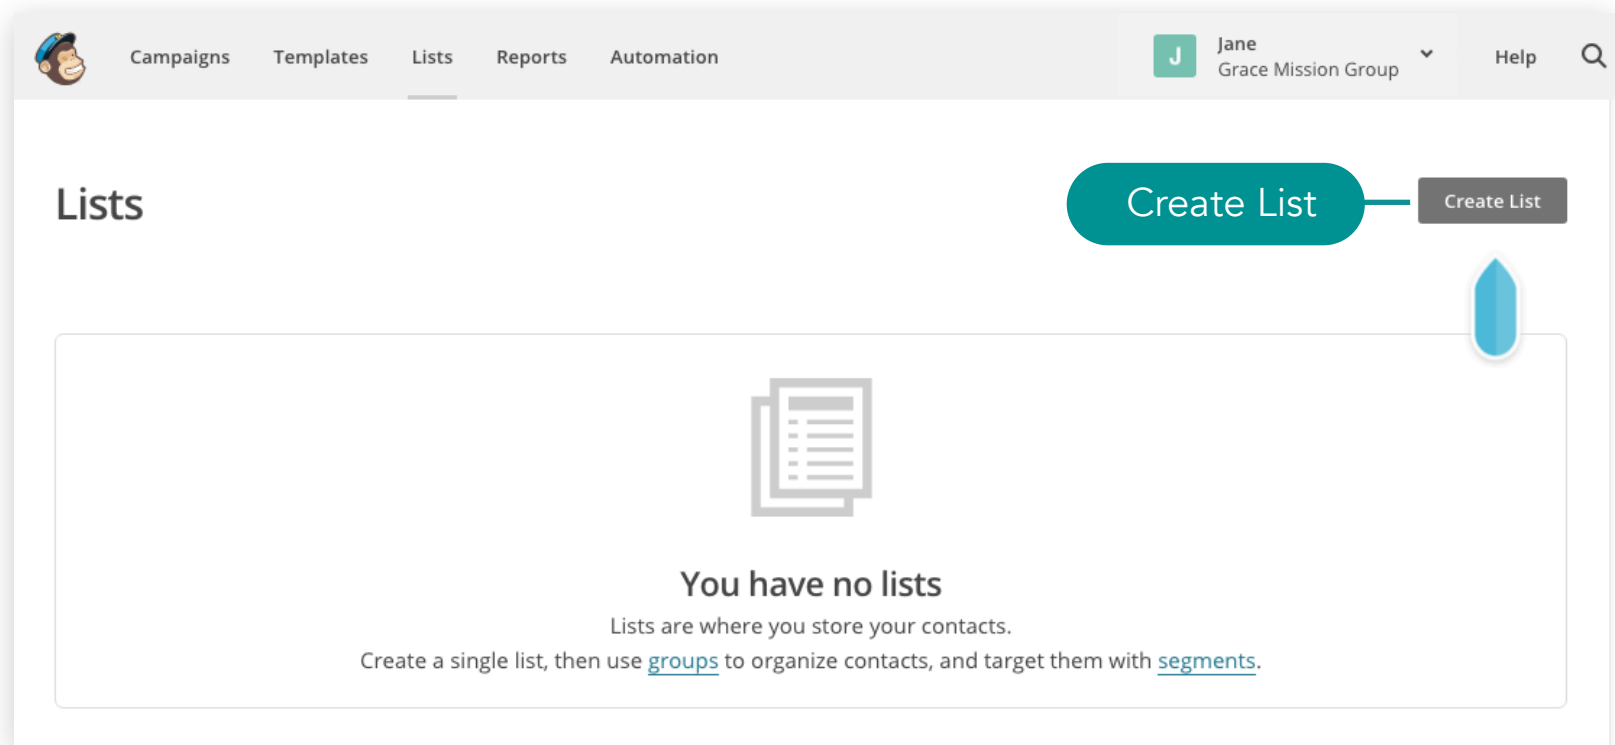 Campaigns Templates Lists Reports Automation
J
Jane
Grace Mission Group
Help
Lists
Create List
Create List
You have no lists
Lists are where you store your contacts.
Create a single list, then use groups to organize contacts, and target them with segments.